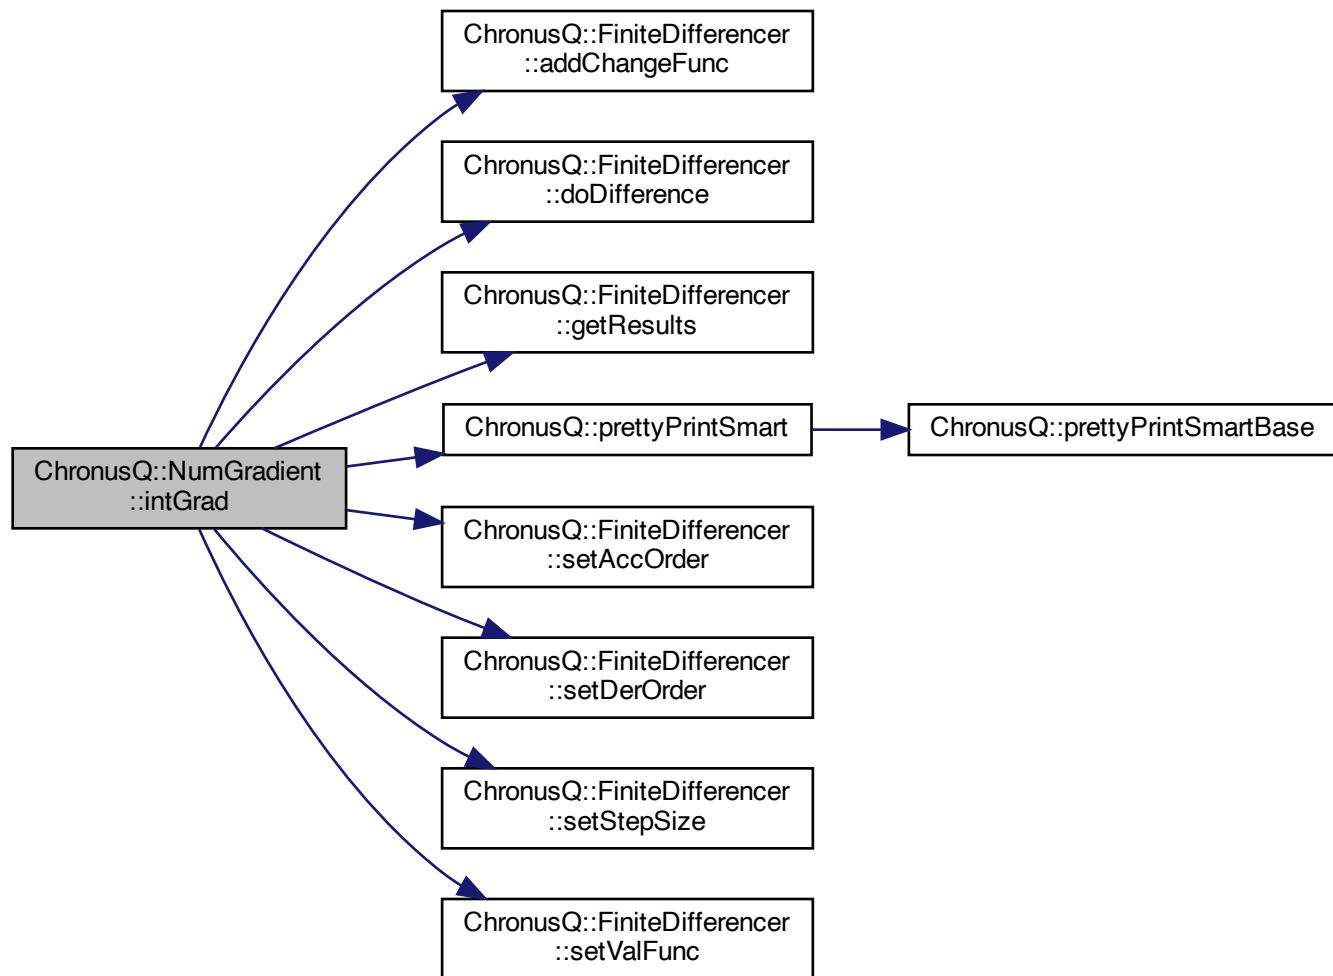 ChronusQ::FiniteDifferencer
::addChangeFunc
ChronusQ::FiniteDifferencer
::doDifference
ChronusQ::FiniteDifferencer
::getResults
ChronusQ::prettyPrintSmart
ChronusQ::prettyPrintSmartBase
ChronusQ::NumGradient
::intGrad
ChronusQ::FiniteDifferencer
::setAccOrder
ChronusQ::FiniteDifferencer
::setDerOrder
ChronusQ::FiniteDifferencer
::setStepSize
ChronusQ::FiniteDifferencer
::setValFunc